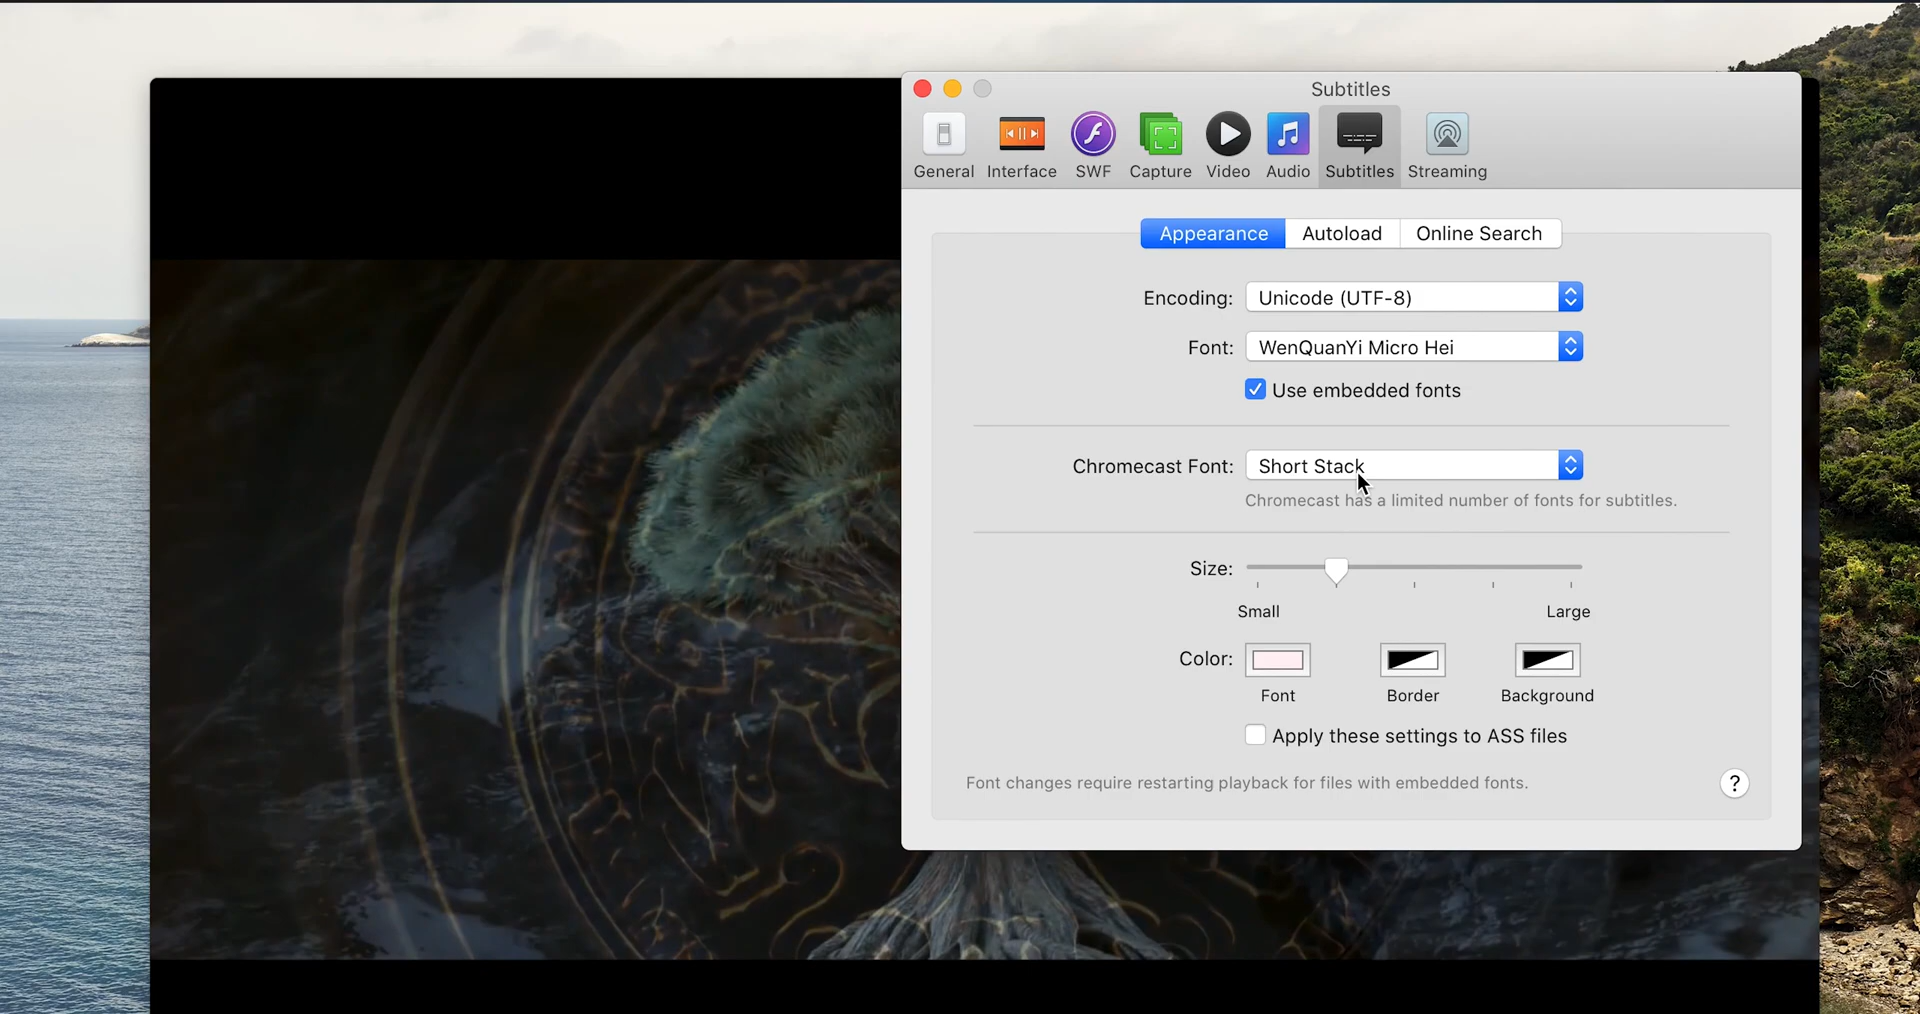 Subtitles
General Interface SWF Capture Video Audio Subtitles Streaming
Appearance Autoload Online Search
Encoding: Unicode (UTF-8)
Font: WenQuanYi Micro Hei
Use embedded fonts
Chromecast Font: Short Stack
Chromecast has a limited number of fonts for subtitles.
Size:
Small Large
Color:
Font Border Background
Apply these settings to ASS files
Font changes require restarting playback for files with embedded fonts. ?